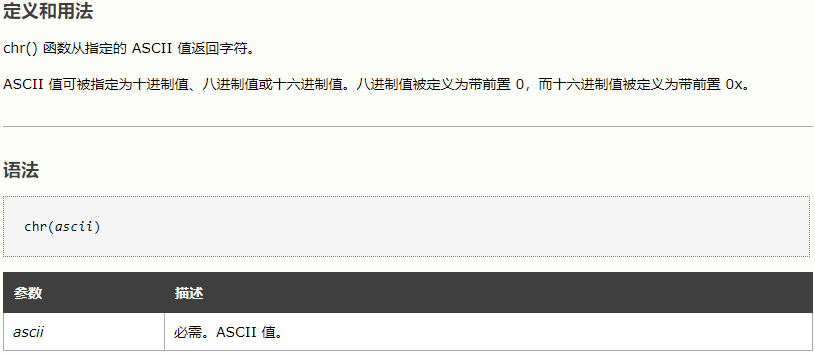 定义和用法
chr() 函数从指定的 ASCII 值返回字符。
ASCII 值可被指定为十进制值、八进制值或十六进制值。八进制值被定义为带前置 0，而十六进制值被定义为带前置 0x。
语法
chr(ascii)
参数 描述
ascii 必需。ASCII 值。